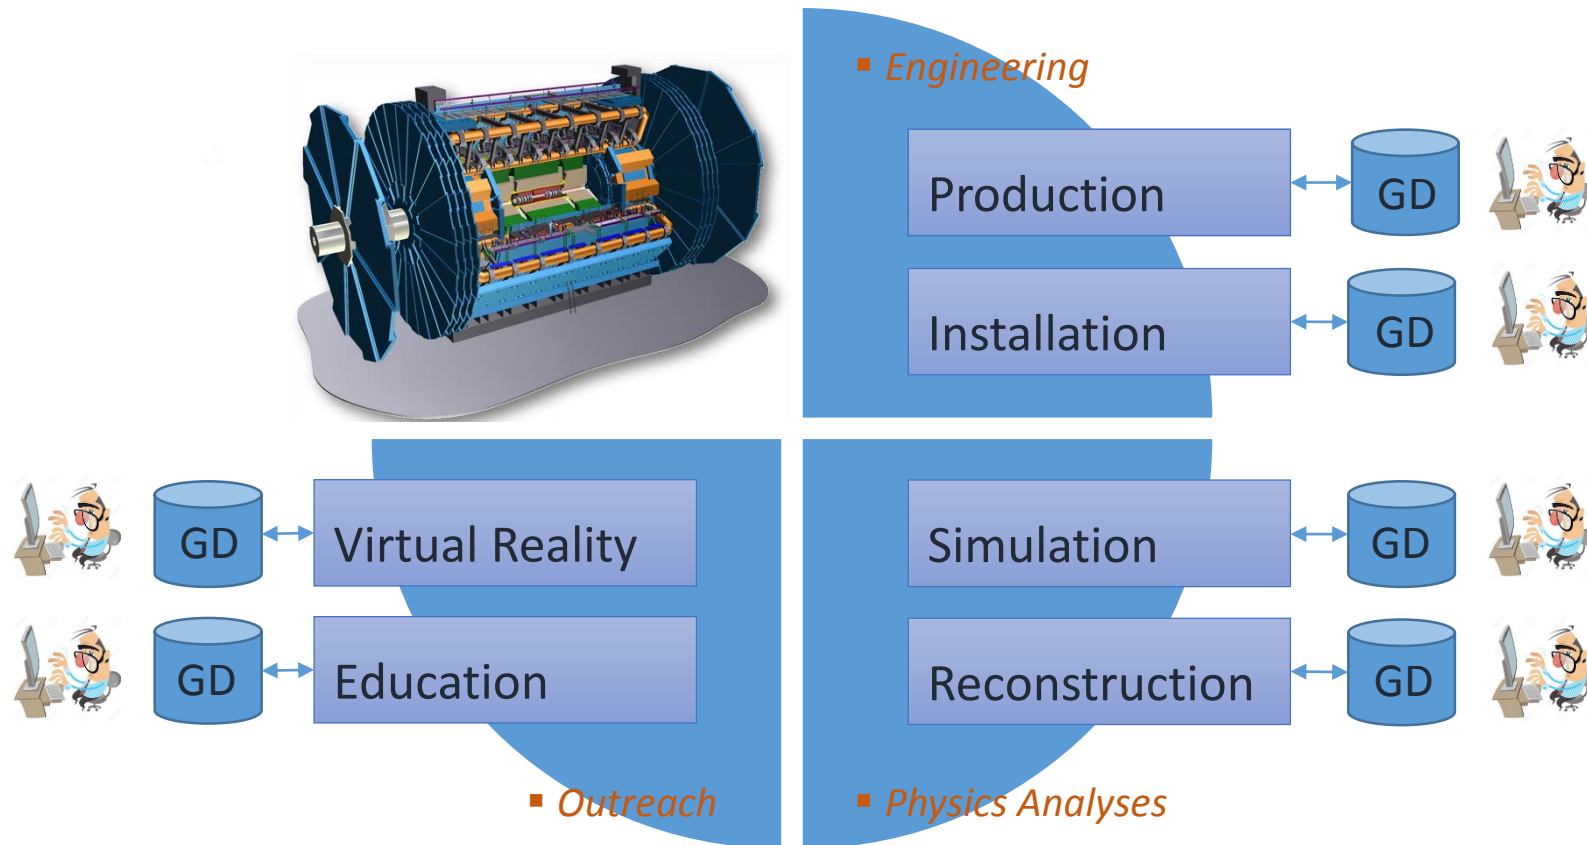 ▪ Engineering
Production
GD
Installation
GD
GD
Virtual Reality
Simulation
GD
GD
Education
Reconstruction
GD
▪ Outreach
▪ Physics Analyses